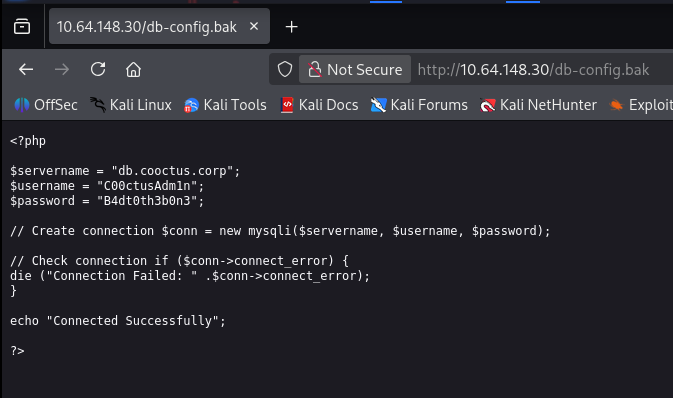 10.64.148.30/db-config.bak
Not Secure http://10.64.148.30/db-config.bak
OffSec Kali Linux Kali Tools Kali Docs Kali Forums Kali NetHunter Exploit
<?php
$servername = "db.cooctus.corp";
$username = "C00ctusAdm1n";
$password = "B4dt0th3b0n3";
// Create connection $conn = new mysqli($servername, $username, $password);
// Check connection if ($conn->connect_error) {
die ("Connection Failed: " .$conn->connect_error);
}
echo "Connected Successfully";
?>